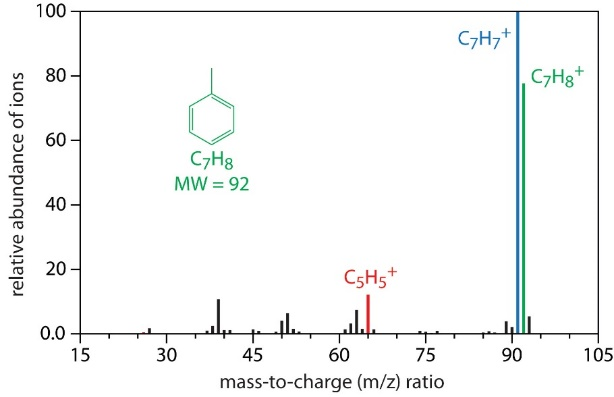 relative abundance of ions
100
80
60
40
20
0.0
C₇H₇⁺
C₇H₈⁺
C₇H₈
MW = 92
C₅H₅⁺
15 30 45 60 75 90 105
mass-to-charge (m/z) ratio